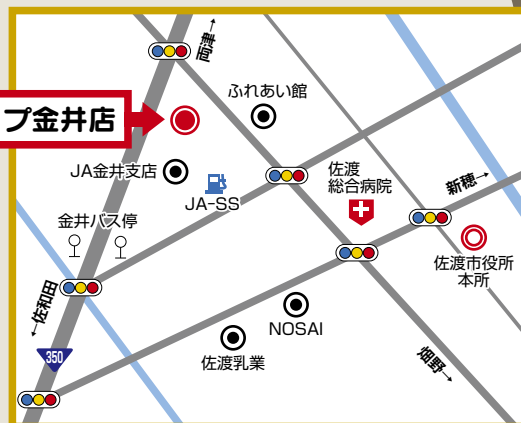 両津→
ふれあい館
プ金井店
JA金井支店
JA-SS
佐渡
総合病院
新穂→
金井バス停
佐渡市役所
本所
←佐和田
350
NOSAI
佐渡乳業
畑野→